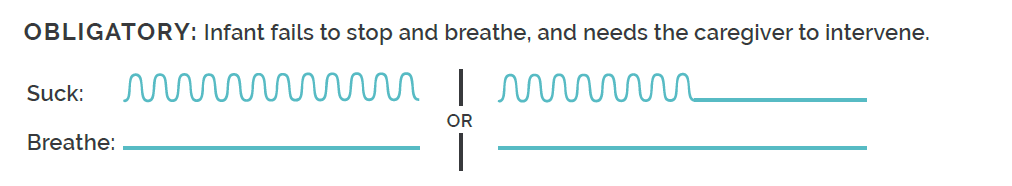 OBLIGATORY: Infant fails to stop and breathe, and needs the caregiver to intervene.
Suck:
OR
Breathe: